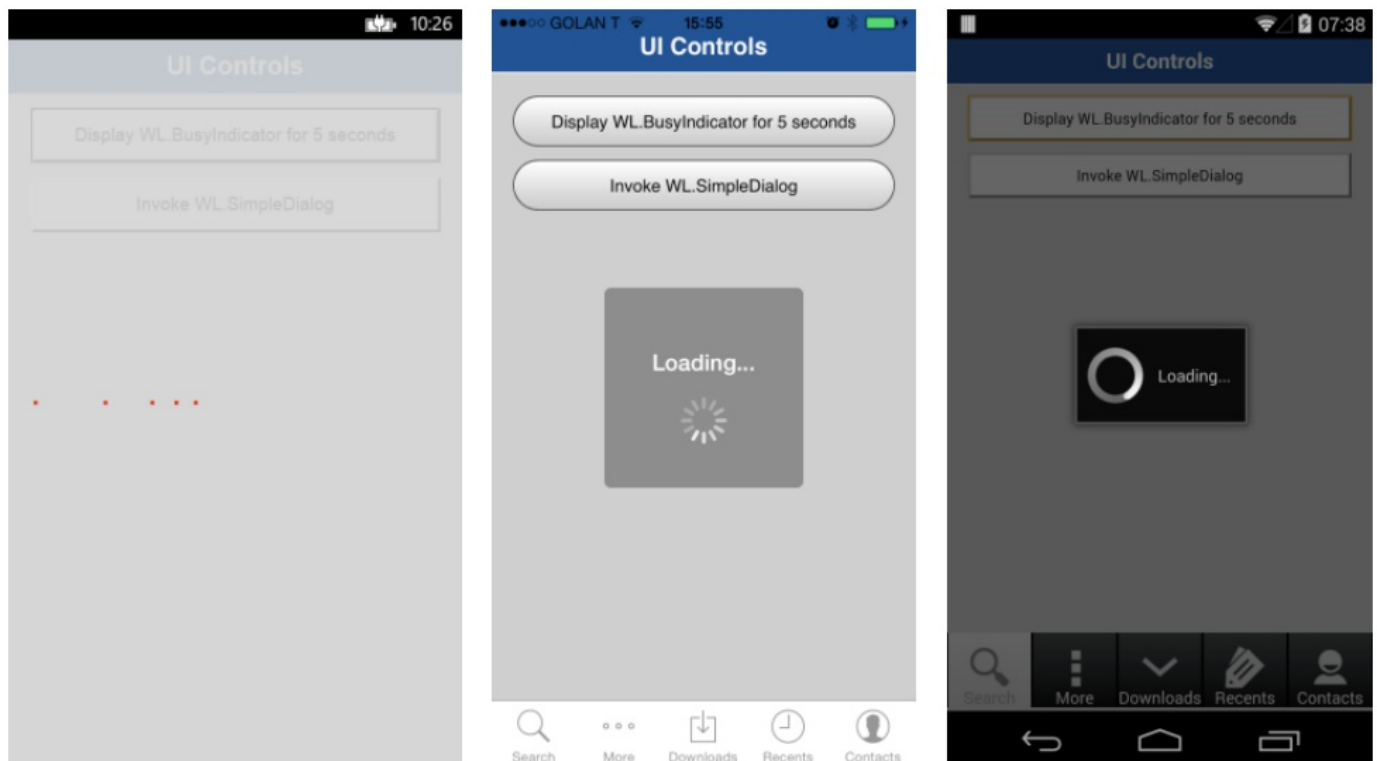 10:26
UI Controls
Display WL.BusyIndicator for 5 seconds
Invoke WL.SimpleDialog
GOLAN T 15:55
UI Controls
Display WL.BusyIndicator for 5 seconds
Invoke WL.SimpleDialog
Loading...
Search More Downloads Recents Contacts
07:38
UI Controls
Display WL.BusyIndicator for 5 seconds
Invoke WL.SimpleDialog
Loading...
Search More Downloads Recents Contacts